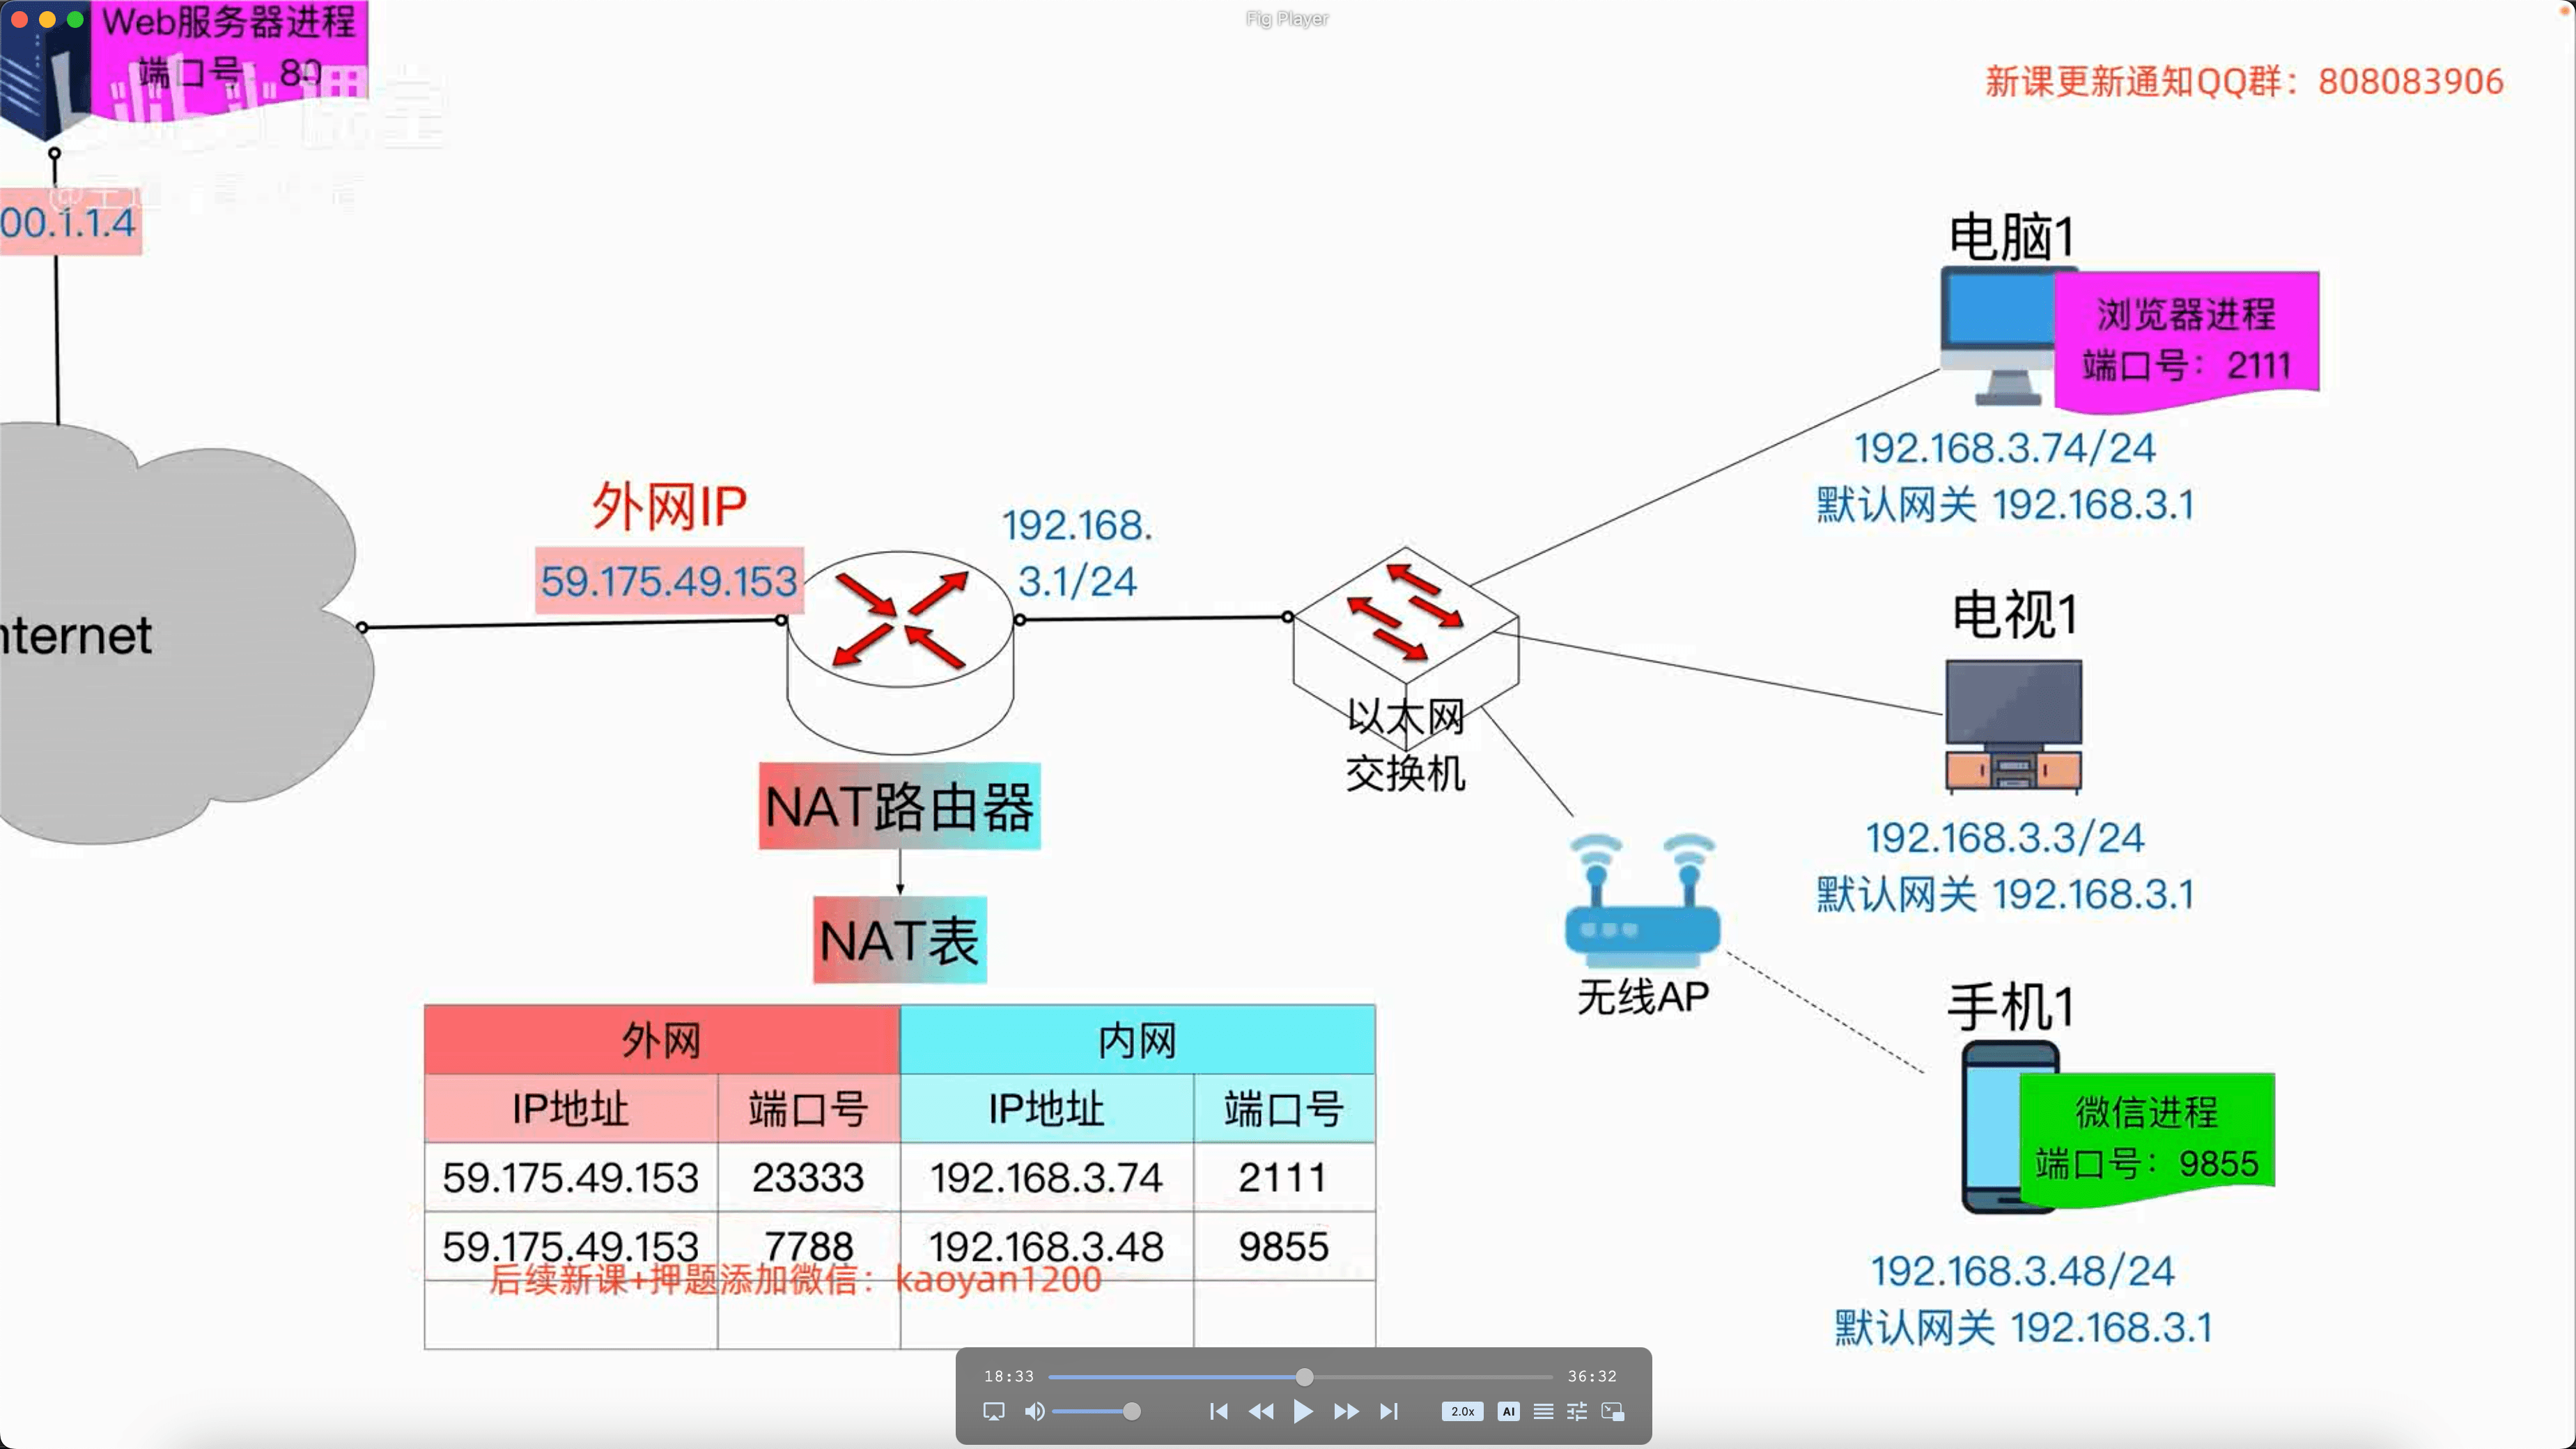 Fig Player
Web服务器进程
端口号：80
新课更新通知QQ群：808083906
00.1.1.4
电脑1
浏览器进程
端口号：2111
192.168.3.74/24
默认网关 192.168.3.1
外网IP
59.175.49.153
192.168.
3.1/24
nternet
电视1
192.168.3.3/24
默认网关 192.168.3.1
以太网
交换机
NAT路由器
NAT表
无线AP
手机1
微信进程
端口号：9855
192.168.3.48/24
默认网关 192.168.3.1
外网 内网
IP地址 端口号 IP地址 端口号
59.175.49.153 23333 192.168.3.74 2111
59.175.49.153 7788 192.168.3.48 9855
后续新课+押题添加微信：kaoyan1200
18:33 36:32
2.0x AI